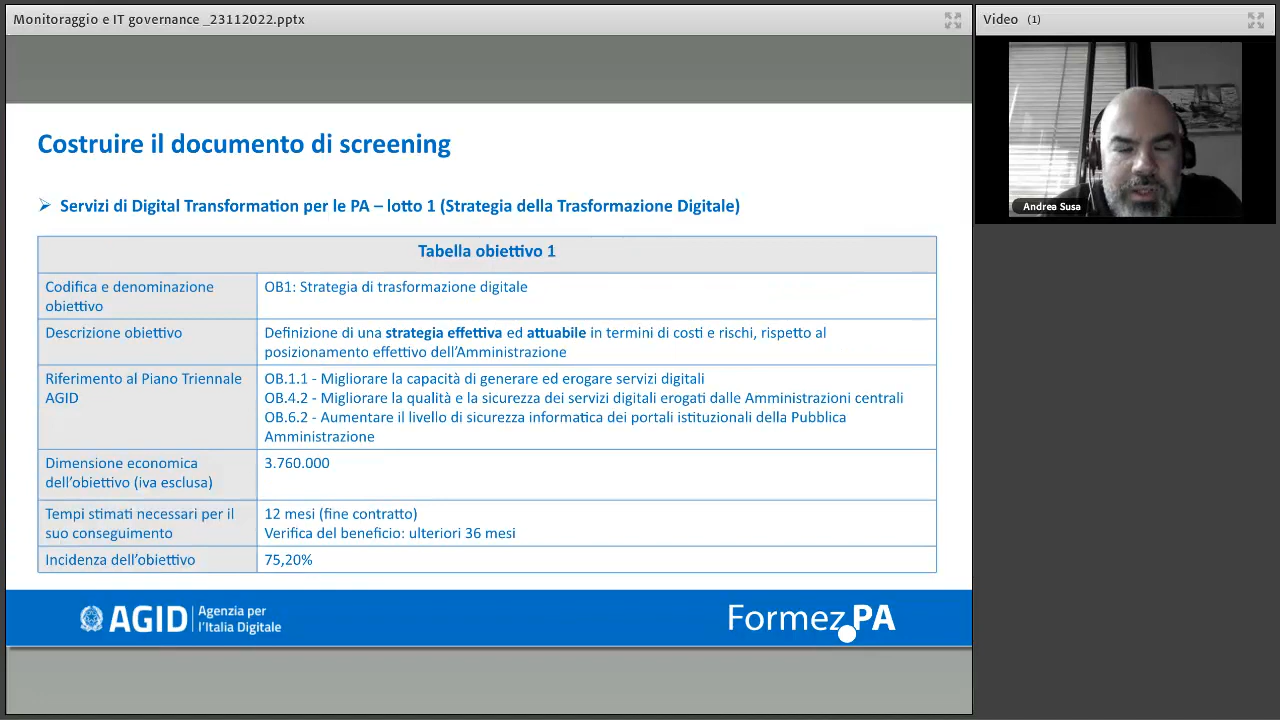 Monitoraggio e IT governance _23112022.pptx
Video (1)
Andrea Susa
Costruire il documento di screening
Servizi di Digital Transformation per le PA – lotto 1 (Strategia della Trasformazione Digitale)
Tabella obiettivo 1
Codifica e denominazione
obiettivo
OB1: Strategia di trasformazione digitale
Descrizione obiettivo
Definizione di una strategia effettiva ed attuabile in termini di costi e rischi, rispetto al
posizionamento effettivo dell’Amministrazione
Riferimento al Piano Triennale
AGID
OB.1.1 - Migliorare la capacità di generare ed erogare servizi digitali
OB.4.2 - Migliorare la qualità e la sicurezza dei servizi digitali erogati dalle Amministrazioni centrali
OB.6.2 - Aumentare il livello di sicurezza informatica dei portali istituzionali della Pubblica
Amministrazione
Dimensione economica
dell’obiettivo (iva esclusa)
3.760.000
Tempi stimati necessari per il
suo conseguimento
12 mesi (fine contratto)
Verifica del beneficio: ulteriori 36 mesi
Incidenza dell’obiettivo
75,20%
AGID
Agenzia per
l’Italia Digitale
Formez PA